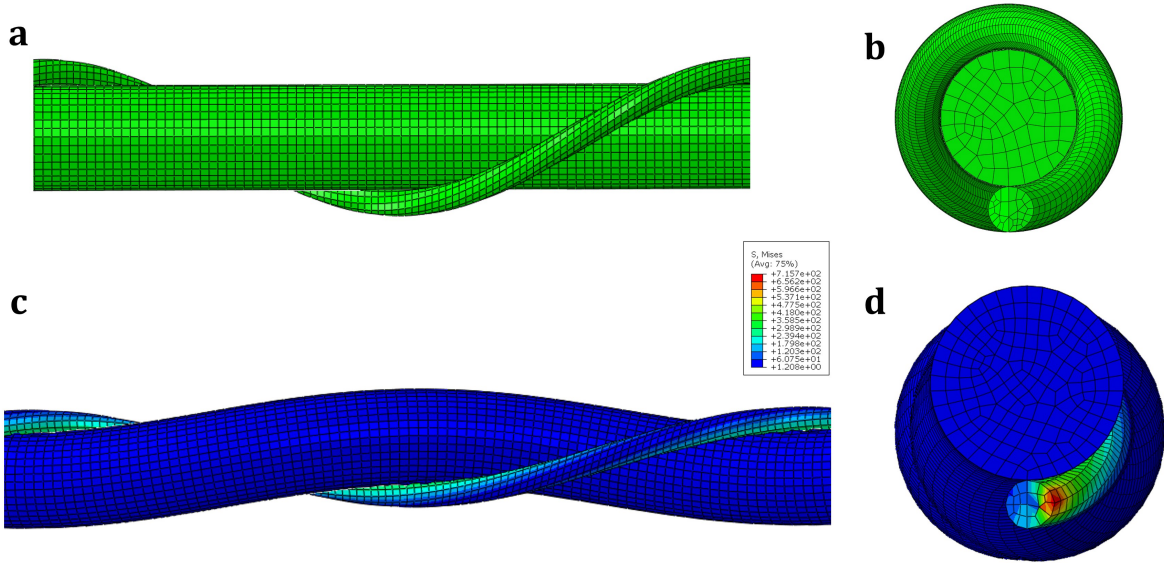 a
b
S, Mises
(Avg: 75%)
+7.157e+02
+6.562e+02
+5.966e+02
+5.371e+02
+4.775e+02
+4.180e+02
+3.585e+02
+2.989e+02
+2.394e+02
+1.798e+02
+1.203e+02
+6.075e+01
+1.208e+00
c
d